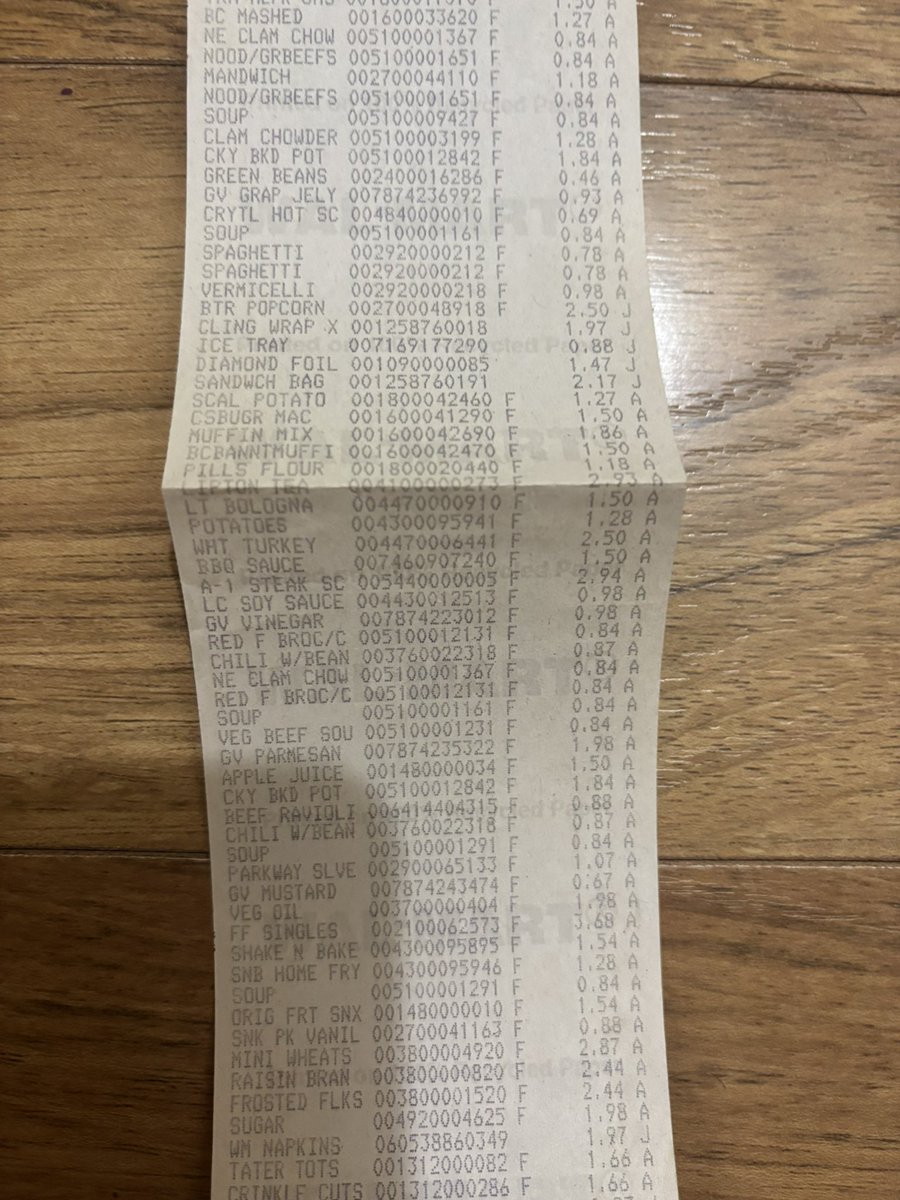 BC MASHED 001600033620 F 1.27 A
NE CLAM CHOW 005100001367 F 0.84 A
NOOD/GRBEEFS 005100001651 F 0.84 A
MANDWICH 002700044110 F 1.18 A
NOOD/GRBEEFS 005100001651 F 0.84 A
SOUP 005100009427 F 0.84 A
CLAM CHOWDER 005100003199 F 1.28 A
CKY BKD POT 005100012842 F 1.84 A
GREEN BEANS 002400016286 F 0.46 A
GV GRAP JELY 007874236992 F 0.93 A
CRYTL HOT SC 004840000010 F 0.69 A
SOUP 005100001161 F 0.84 A
SPAGHETTI 002920000212 F 0.78 A
SPAGHETTI 002920000212 F 0.78 A
VERMICELLI 002920000218 F 0.98 A
BTR POPCORN 002700048918 F 2.50 J
CLING WRAP X 001258760018 1.97 J
ICE TRAY 007169177290 0.88 J
DIAMOND FOIL 001090000085 1.47 J
SANDWCH BAG 001258760191 2.17 J
SCAL POTATO 001800042460 F 1.27 A
CSBUGR MAC 001600041290 F 1.50 A
MUFFIN MIX 001600042690 F 1.86 A
BCBANNTMUFFI 001600042470 F 1.50 A
PILLS FLOUR 001800020440 F 1.18 A
LIPTON TEA 004100000273 F 2.93 A
LT BOLOGNA 004470000910 F 1.50 A
POTATOES 004300095941 F 1.28 A
WHT TURKEY 004470006441 F 2.50 A
BBQ SAUCE 007460907240 F 1.50 A
A-1 STEAK SC 005440000005 F 2.94 A
LC SOY SAUCE 004430012513 F 0.98 A
GV VINEGAR 007874223012 F 0.98 A
RED F BROC/C 005100012131 F 0.84 A
CHILI W/BEAN 003760022318 F 0.87 A
NE CLAM CHOW 005100001367 F 0.84 A
RED F BROC/C 005100012131 F 0.84 A
SOUP 005100001161 F 0.84 A
VEG BEEF SOU 005100001231 F 0.84 A
GV PARMESAN 007874235322 F 1.98 A
APPLE JUICE 001480000034 F 1.50 A
CKY BKD POT 005100012842 F 1.84 A
BEEF RAVIOLI 006414404315 F 0.88 A
CHILI W/BEAN 003760022318 F 0.87 A
SOUP 005100001291 F 0.84 A
PARKWAY SLVE 002900065133 F 1.07 A
GV MUSTARD 007874243474 F 0.67 A
VEG OIL 003700000404 F 1.98 A
FF SINGLES 002100062573 F 3.68 A
SHAKE N BAKE 004300095895 F 1.54 A
SNB HOME FRY 004300095946 F 1.28 A
SOUP 005100001291 F 0.84 A
ORIG FRT SNX 001480000010 F 1.54 A
SNK PK VANIL 002700041163 F 0.88 A
MINI WHEATS 003800004920 F 2.87 A
RAISIN BRAN 003800000820 F 2.44 A
FROSTED FLKS 003800001520 F 2.44 A
SUGAR 004920004625 F 1.98 A
WM NAPKINS 060538860349 1.97 J
TATER TOTS 001312000082 F 1.66 A
CRINKLE CUTS 001312000286 F 1.66 A